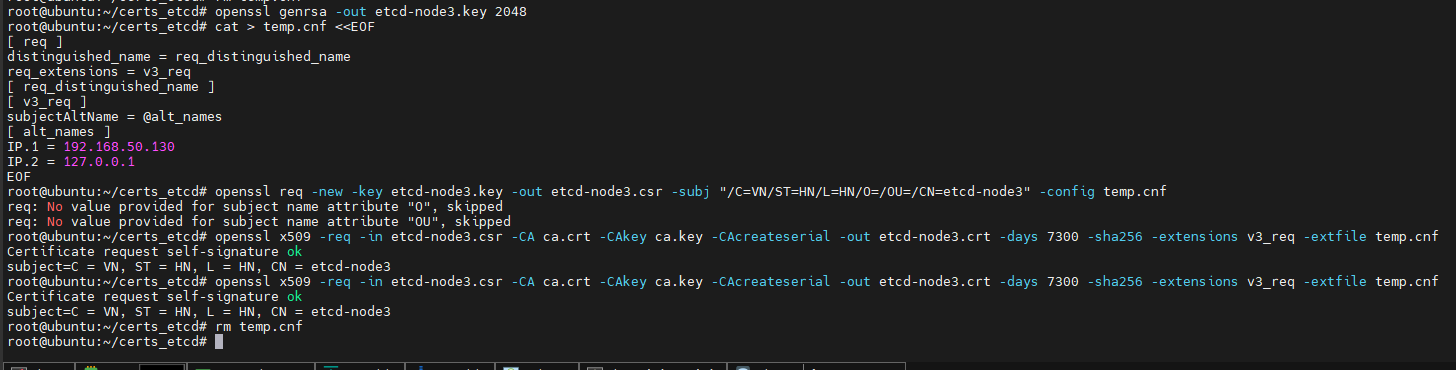 root@ubuntu:~/certs_etcd# openssl genrsa -out etcd-node3.key 2048
root@ubuntu:~/certs_etcd# cat > temp.cnf <<EOF
[ req ]
distinguished_name = req_distinguished_name
req_extensions = v3_req
[ req_distinguished_name ]
[ v3_req ]
subjectAltName = @alt_names
[ alt_names ]
IP.1 = 192.168.50.130
IP.2 = 127.0.0.1
EOF
root@ubuntu:~/certs_etcd# openssl req -new -key etcd-node3.key -out etcd-node3.csr -subj "/C=VN/ST=HN/L=HN/O=/OU=/CN=etcd-node3" -config temp.cnf
req: No value provided for subject name attribute "O", skipped
req: No value provided for subject name attribute "OU", skipped
root@ubuntu:~/certs_etcd# openssl x509 -req -in etcd-node3.csr -CA ca.crt -CAkey ca.key -CAcreateserial -out etcd-node3.crt -days 7300 -sha256 -extensions v3_req -extfile temp.cnf
Certificate request self-signature ok
subject=C = VN, ST = HN, L = HN, CN = etcd-node3
root@ubuntu:~/certs_etcd# openssl x509 -req -in etcd-node3.csr -CA ca.crt -CAkey ca.key -CAcreateserial -out etcd-node3.crt -days 7300 -sha256 -extensions v3_req -extfile temp.cnf
Certificate request self-signature ok
subject=C = VN, ST = HN, L = HN, CN = etcd-node3
root@ubuntu:~/certs_etcd# rm temp.cnf
root@ubuntu:~/certs_etcd#